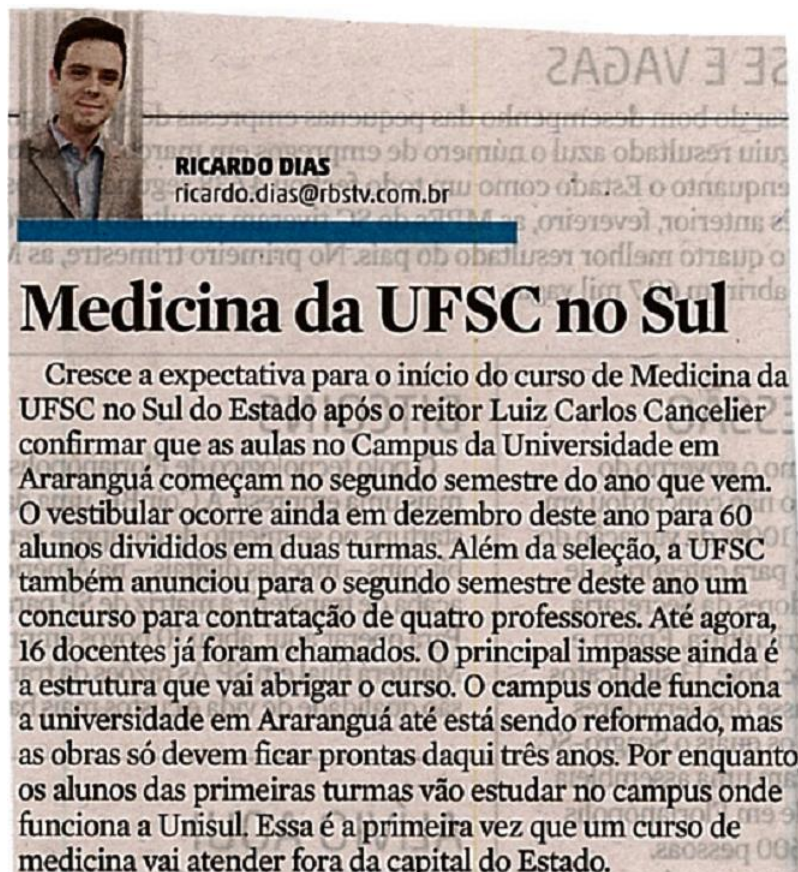 RICARDO DIAS
ricardo.dias@rbstv.com.br
Medicina da UFSC no Sul
Cresce a expectativa para o início do curso de Medicina da
UFSC no Sul do Estado após o reitor Luiz Carlos Cancelier
confirmar que as aulas no Campus da Universidade em
Araranguá começam no segundo semestre do ano que vem.
O vestibular ocorre ainda em dezembro deste ano para 60
alunos divididos em duas turmas. Além da seleção, a UFSC
também anunciou para o segundo semestre deste ano um
concurso para contratação de quatro professores. Até agora,
16 docentes já foram chamados. O principal impasse ainda é
a estrutura que vai abrigar o curso. O campus onde funciona
a universidade em Araranguá até está sendo reformado, mas
as obras só devem ficar prontas daqui três anos. Por enquanto
os alunos das primeiras turmas vão estudar no campus onde
funciona a Unisul. Essa é a primeira vez que um curso de
medicina vai atender fora da capital do Estado.